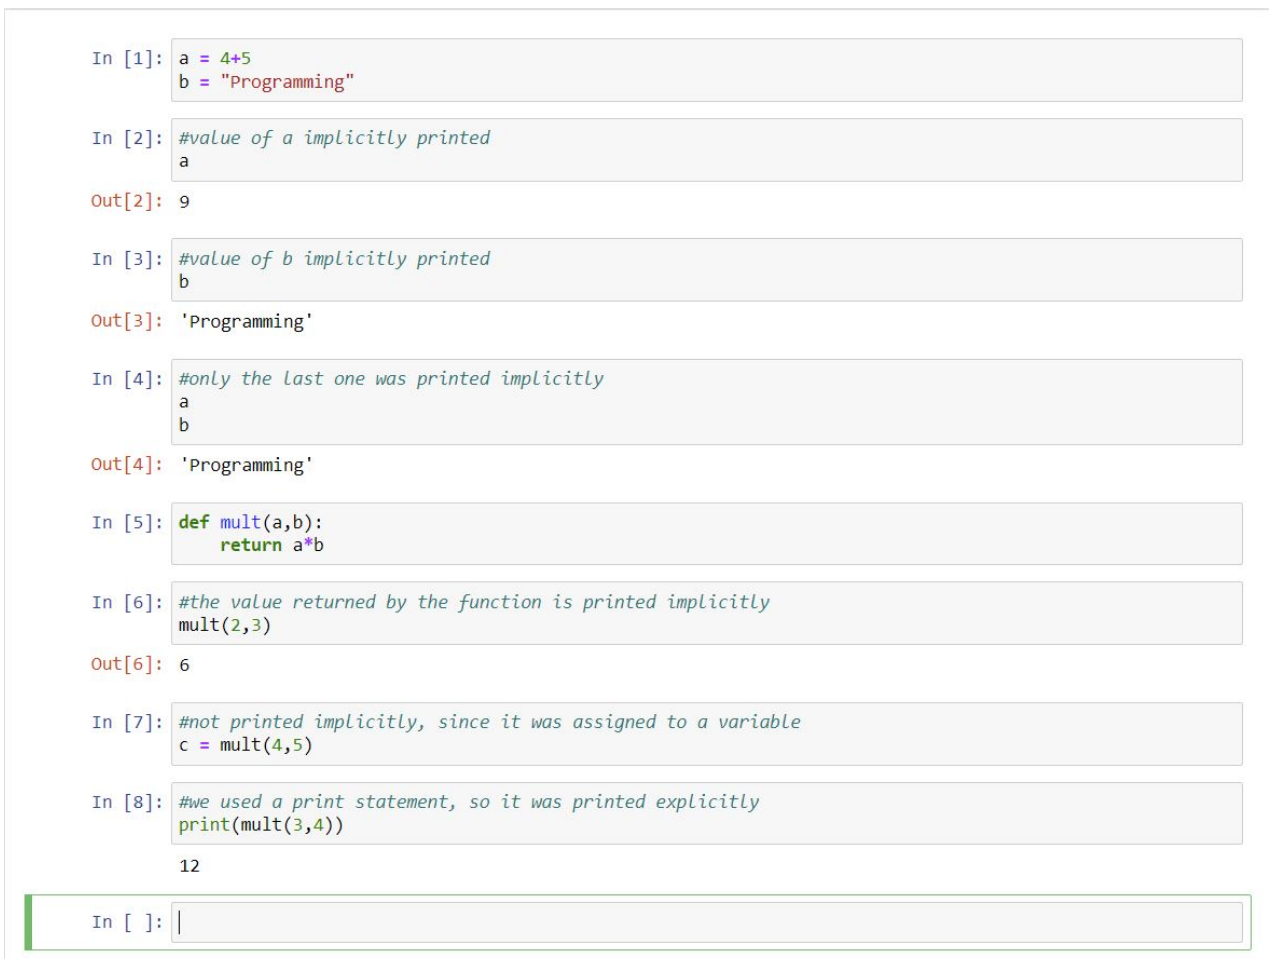 In [1]: a = 4+5
b = "Programming"
In [2]: #value of a implicitly printed
a
Out[2]: 9
In [3]: #value of b implicitly printed
b
Out[3]: 'Programming'
In [4]: #only the last one was printed implicitly
a
b
Out[4]: 'Programming'
In [5]: def mult(a,b):
    return a*b
In [6]: #the value returned by the function is printed implicitly
mult(2,3)
Out[6]: 6
In [7]: #not printed implicitly, since it was assigned to a variable
c = mult(4,5)
In [8]: #we used a print statement, so it was printed explicitly
print(mult(3,4))
12
In [ ]: